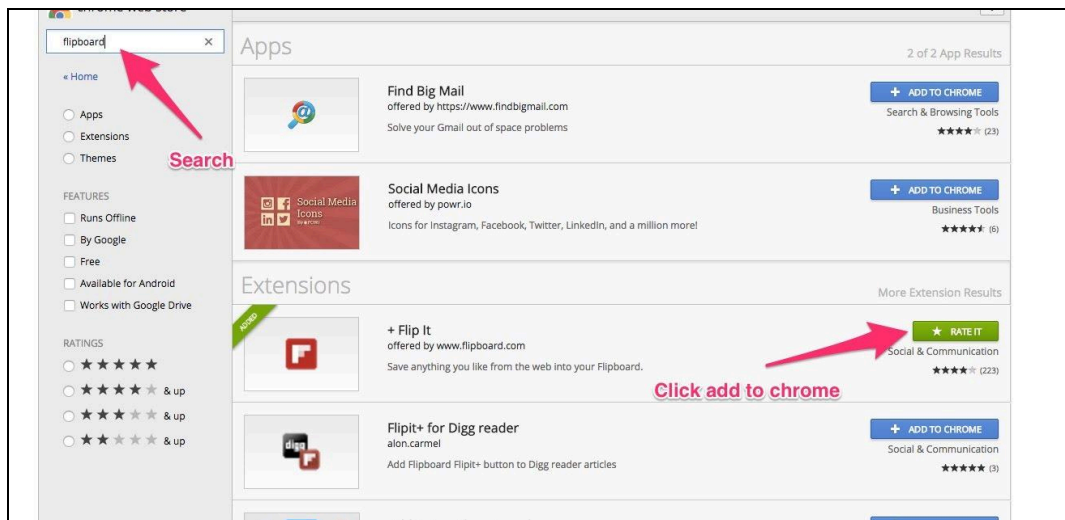 chrome web store
flipboard
« Home
Apps
Extensions
Themes
Search
FEATURES
Runs Offline
By Google
Free
Available for Android
Works with Google Drive
RATINGS
& up
& up
& up
Apps
2 of 2 App Results
Find Big Mail
offered by https://www.findbigmail.com
Solve your Gmail out of space problems
+ ADD TO CHROME
Search & Browsing Tools
(23)
Social Media
Icons
Social Media Icons
offered by powr.io
Icons for Instagram, Facebook, Twitter, LinkedIn, and a million more!
+ ADD TO CHROME
Business Tools
(6)
Extensions
More Extension Results
ADDED
+ Flip It
offered by www.flipboard.com
Save anything you like from the web into your Flipboard.
RATE IT
Social & Communication
(223)
Click add to chrome
digg
Flipit+ for Digg reader
alon.carmel
Add Flipboard Flipit+ button to Digg reader articles
+ ADD TO CHROME
Social & Communication
(3)